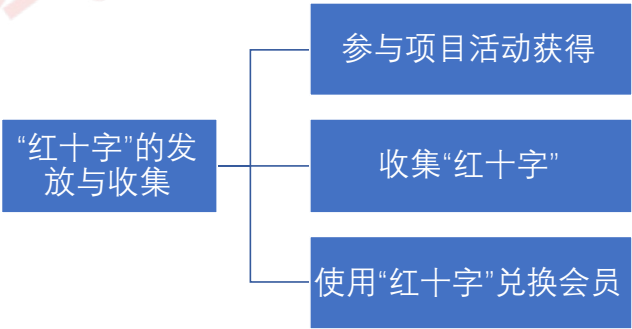 参与项目活动获得
“红十字”的发
放与收集
收集“红十字”
使用“红十字”兑换会员